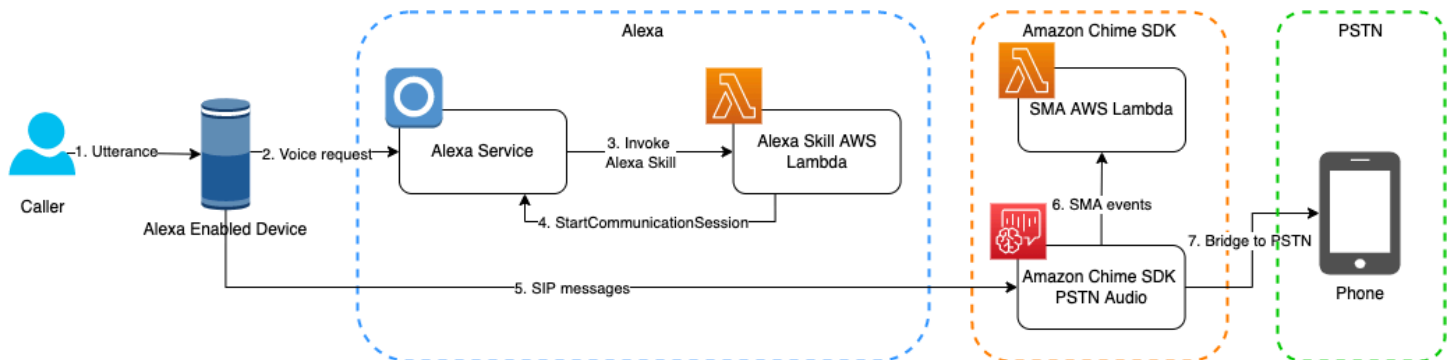 Alexa
Amazon Chime SDK
PSTN
SMA AWS Lambda
1. Utterance
2. Voice request
Alexa Service
3. Invoke
Alexa Skill
Alexa Skill AWS
Lambda
Caller
Alexa Enabled Device
4. StartCommunicationSession
6. SMA events
7. Bridge to PSTN
Amazon Chime SDK
PSTN Audio
5. SIP messages
Phone